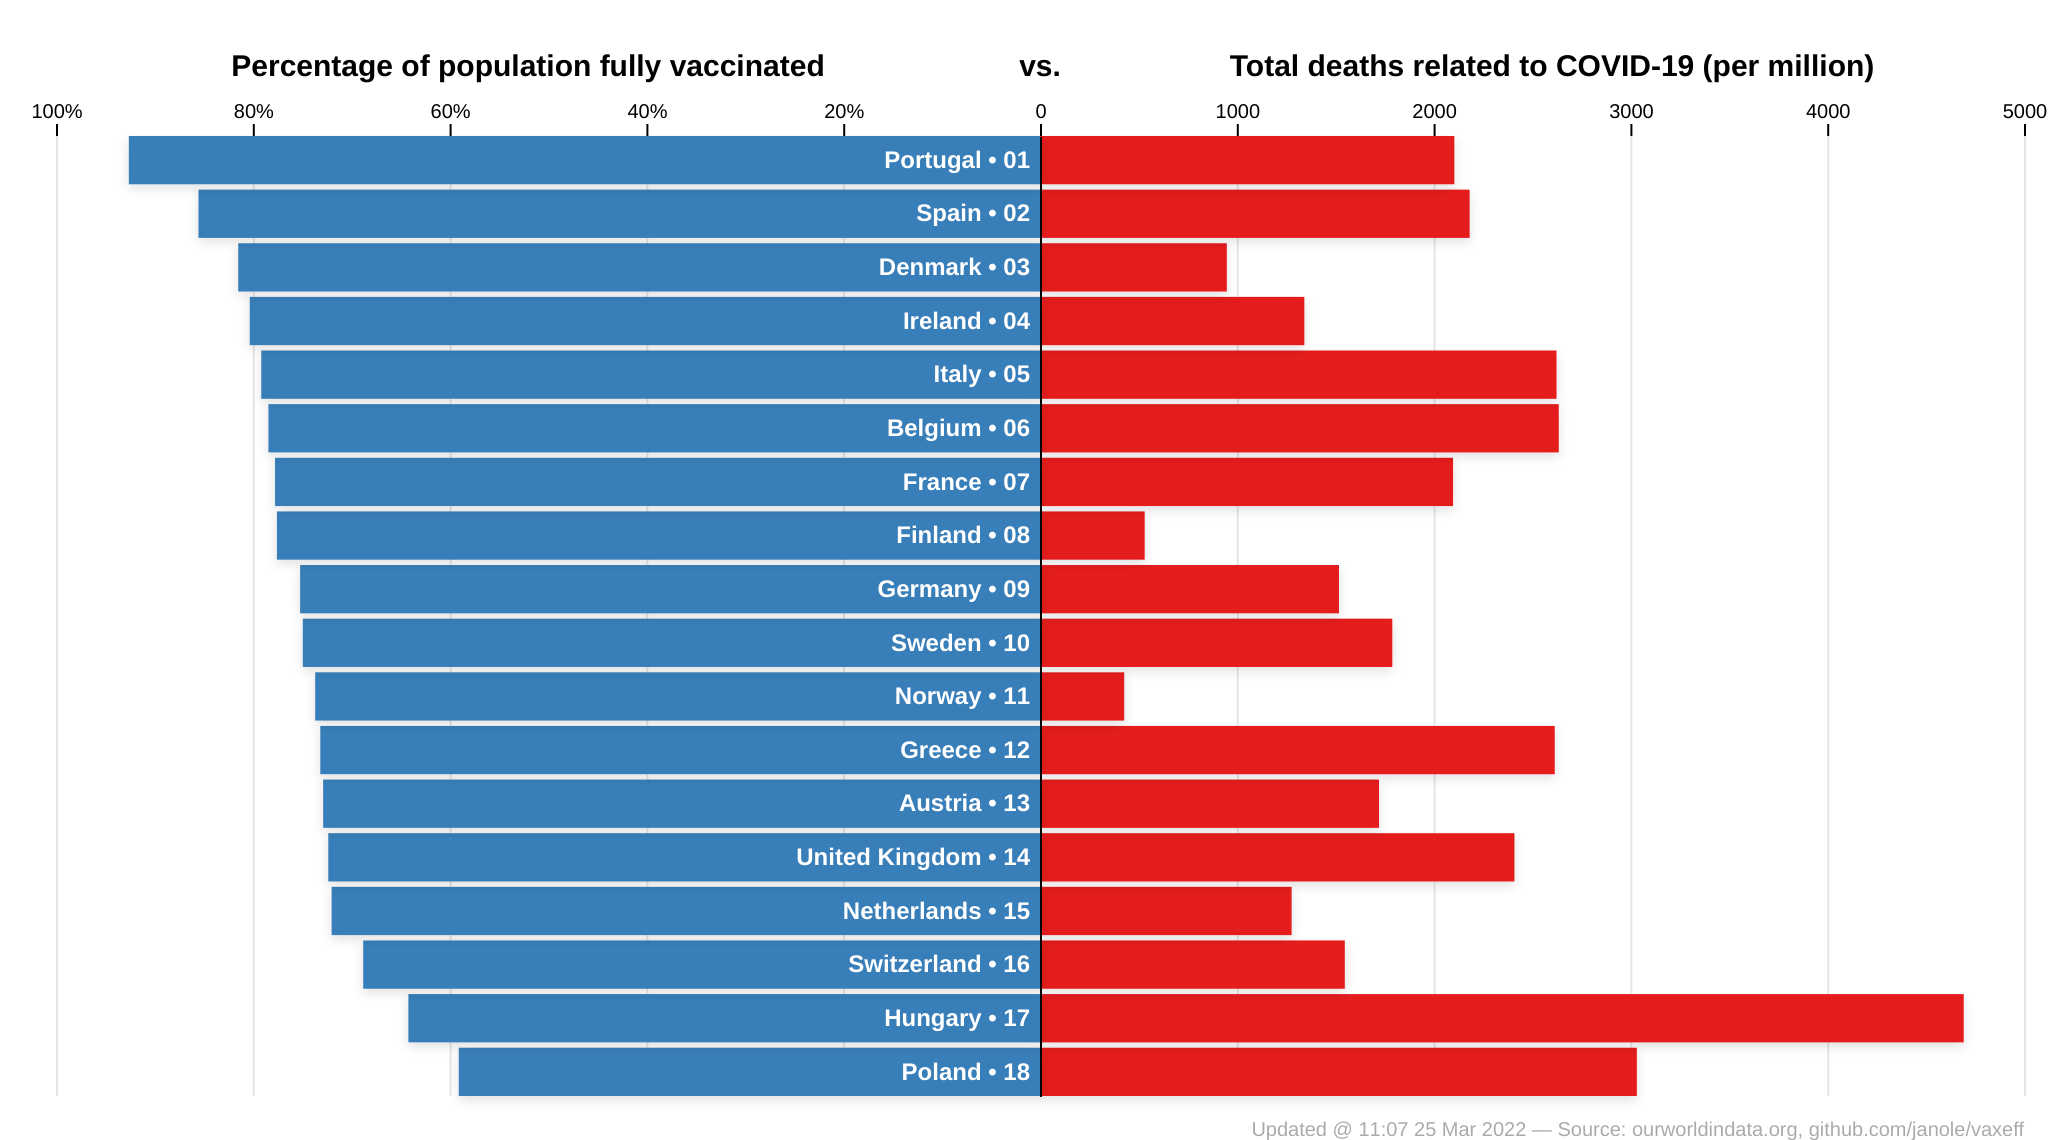 Percentage of population fully vaccinated vs. Total deaths related to COVID-19 (per million)
100% 80% 60% 40% 20% 0 1000 2000 3000 4000 5000
Portugal • 01
Spain • 02
Denmark • 03
Ireland • 04
Italy • 05
Belgium • 06
France • 07
Finland • 08
Germany • 09
Sweden • 10
Norway • 11
Greece • 12
Austria • 13
United Kingdom • 14
Netherlands • 15
Switzerland • 16
Hungary • 17
Poland • 18
Updated @ 11:07 25 Mar 2022 — Source: ourworldindata.org, github.com/janole/vaxeff